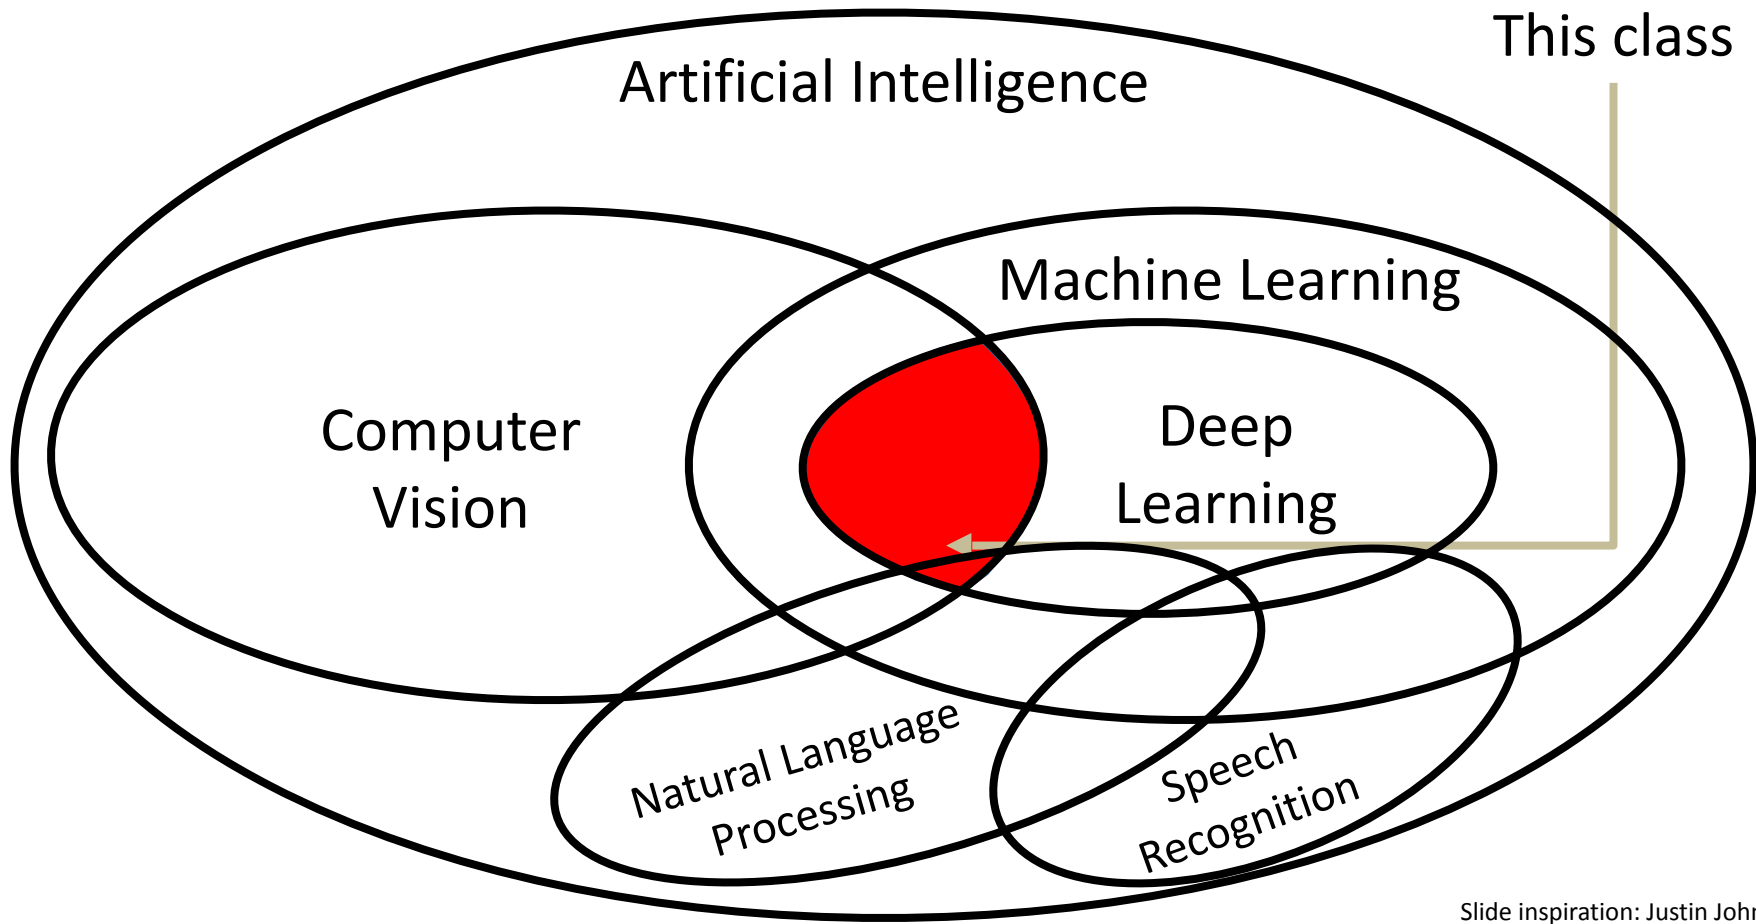 This class
Artificial Intelligence
Machine Learning
Computer
Vision
Deep
Learning
Natural Language
Processing
Speech
Recognition
Slide inspiration: Justin